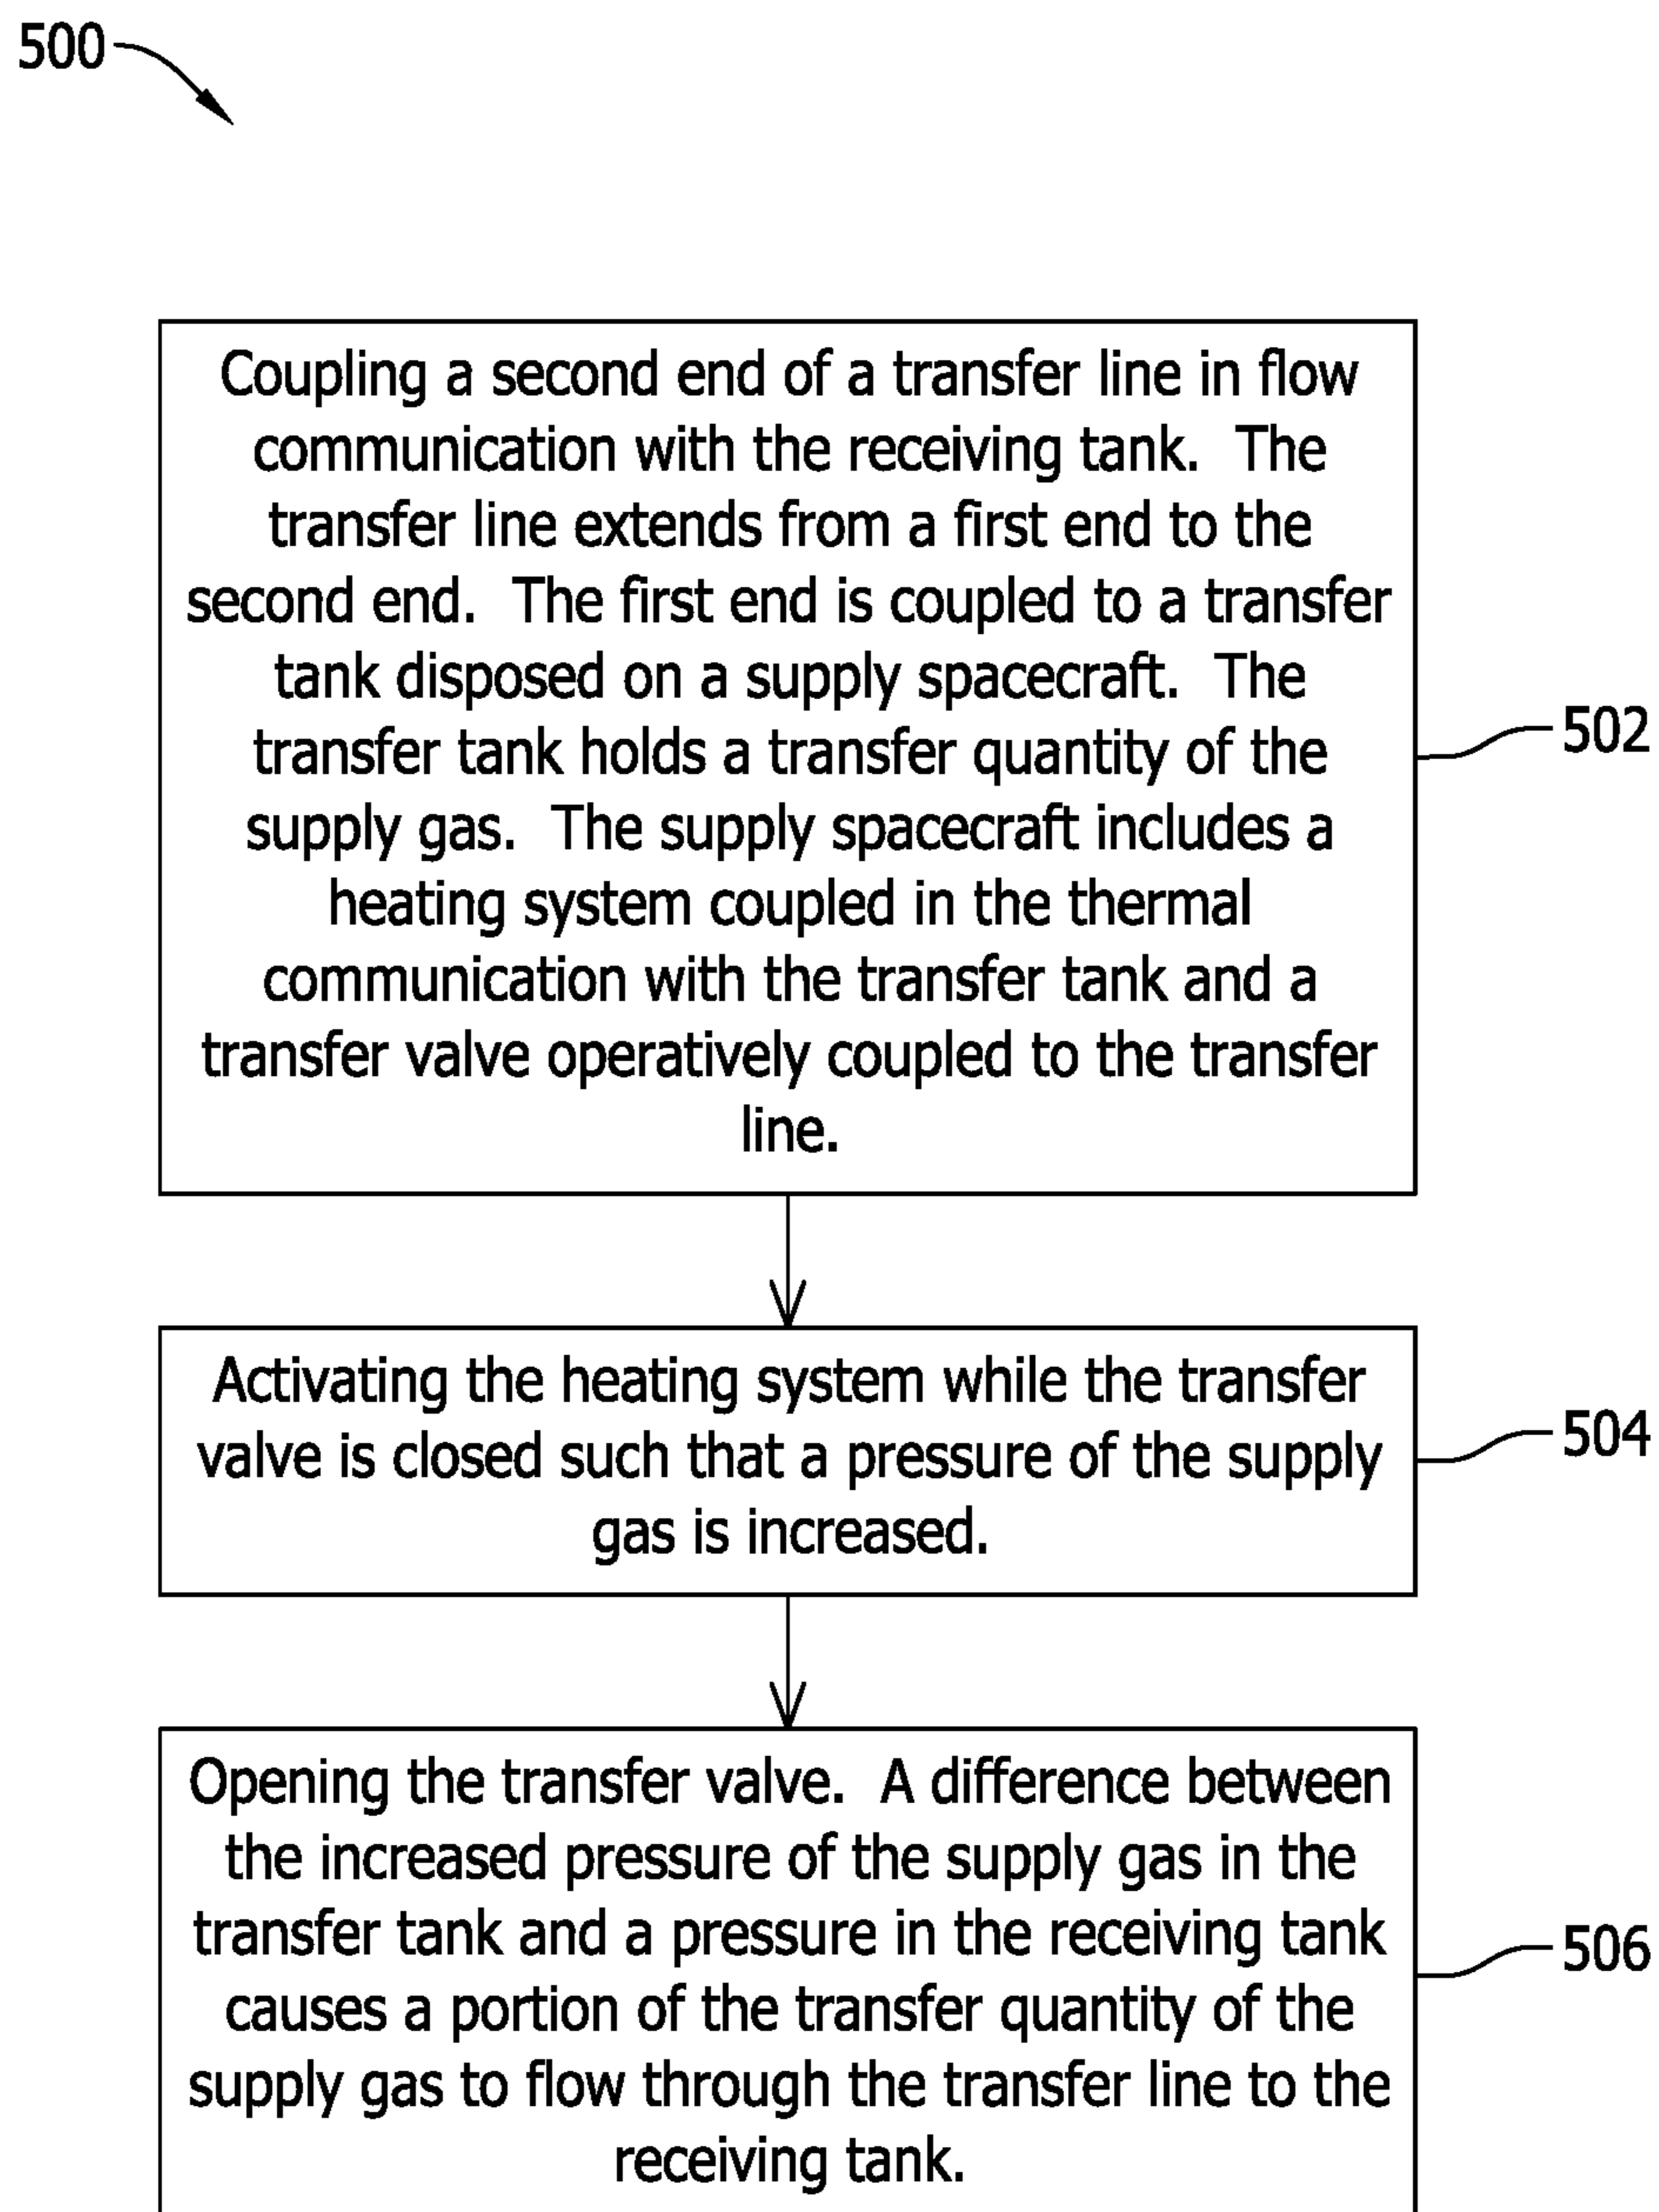 500
Coupling a second end of a transfer line in flow
communication with the receiving tank. The
transfer line extends from a first end to the
second end. The first end is coupled to a transfer
tank disposed on a supply spacecraft. The
transfer tank holds a transfer quantity of the
supply gas. The supply spacecraft includes a
heating system coupled in the thermal
communication with the transfer tank and a
transfer valve operatively coupled to the transfer
line.
502
Activating the heating system while the transfer
valve is closed such that a pressure of the supply
gas is increased.
504
Opening the transfer valve. A difference between
the increased pressure of the supply gas in the
transfer tank and a pressure in the receiving tank
causes a portion of the transfer quantity of the
supply gas to flow through the transfer line to the
receiving tank.
506